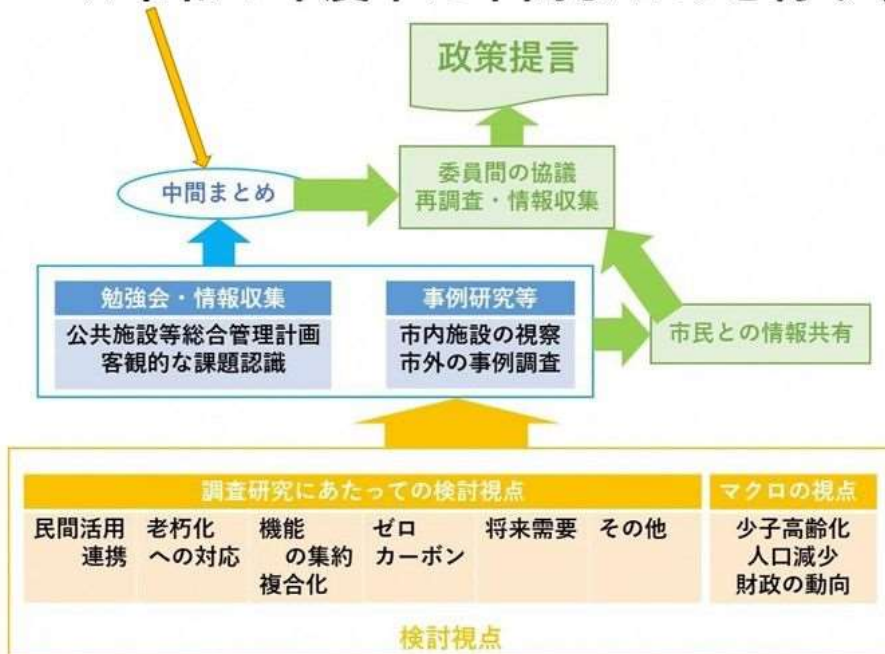 政策提言
中間まとめ
委員間の協議
再調査・情報収集
勉強会・情報収集
公共施設等総合管理計画
客観的な課題認識
事例研究等
市内施設の視察
市外の事例調査
市民との情報共有
調査研究にあたっての検討視点
民間活用
連携
老朽化
への対応
機能
の集約
複合化
ゼロ
カーボン
将来需要
その他
マクロの視点
少子高齢化
人口減少
財政の動向
検討視点